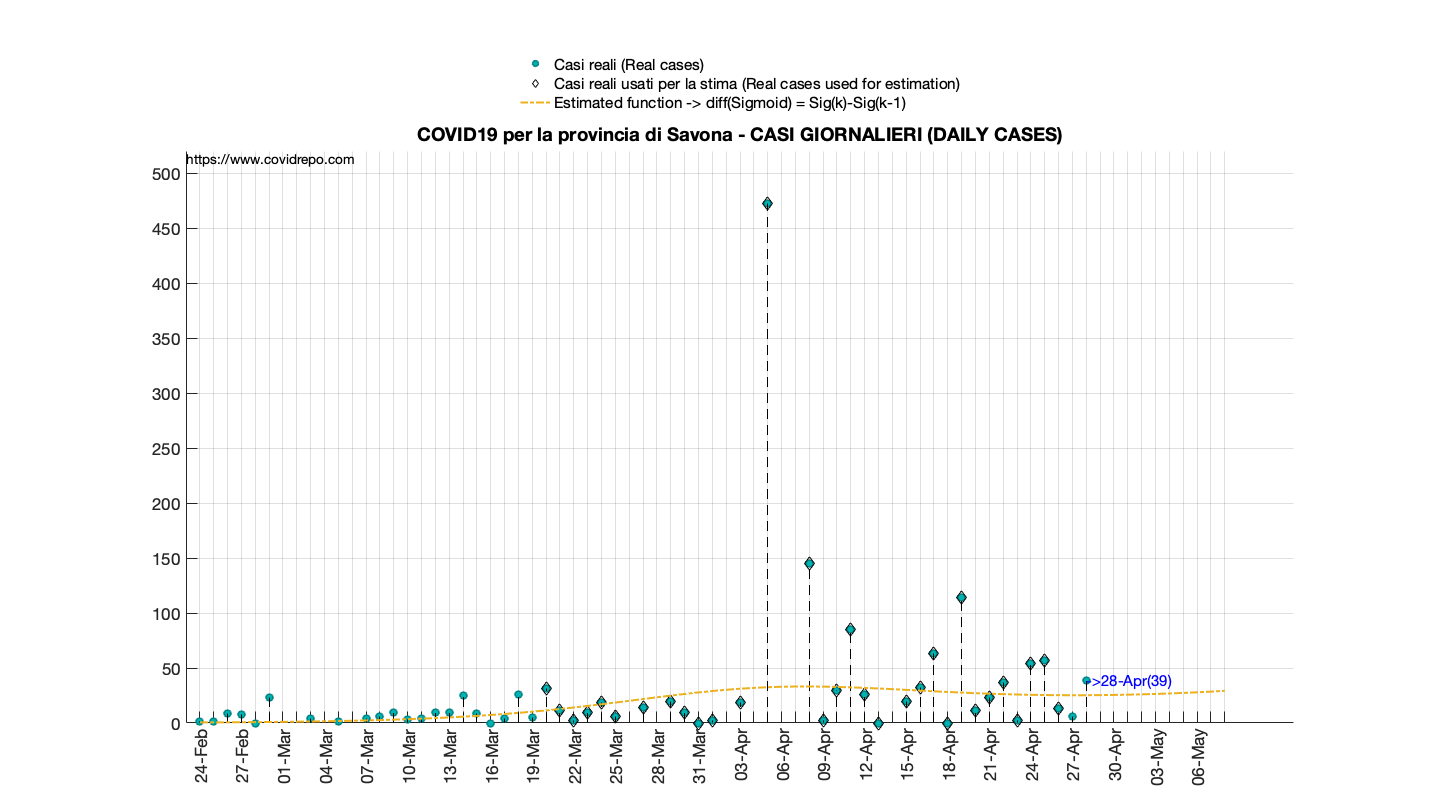 Casi reali (Real cases)
Casi reali usati per la stima (Real cases used for estimation)
Estimated function -> diff(Sigmoid) = Sig(k)-Sig(k-1)
COVID19 per la provincia di Savona - CASI GIORNALIERI (DAILY CASES)
https://www.covidrepo.com
500
450
400
350
300
250
200
150
100
50
0
>28-Apr(39)
24-Feb
27-Feb
01-Mar
04-Mar
07-Mar
10-Mar
13-Mar
16-Mar
19-Mar
22-Mar
25-Mar
28-Mar
31-Mar
03-Apr
06-Apr
09-Apr
12-Apr
15-Apr
18-Apr
21-Apr
24-Apr
27-Apr
30-Apr
03-May
06-May